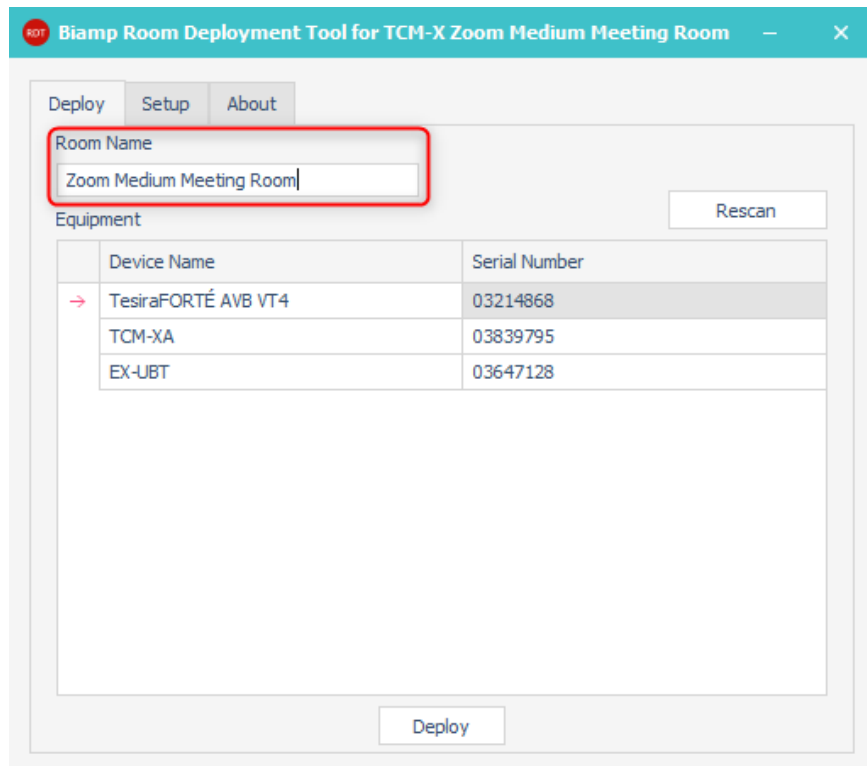 RDT Biamp Room Deployment Tool for TCM-X Zoom Medium Meeting Room
Deploy Setup About
Room Name
Zoom Medium Meeting Room
Equipment
Rescan
Device Name Serial Number
TesiraFORTÉ AVB VT4 03214868
TCM-XA 03839795
EX-UBT 03647128
Deploy